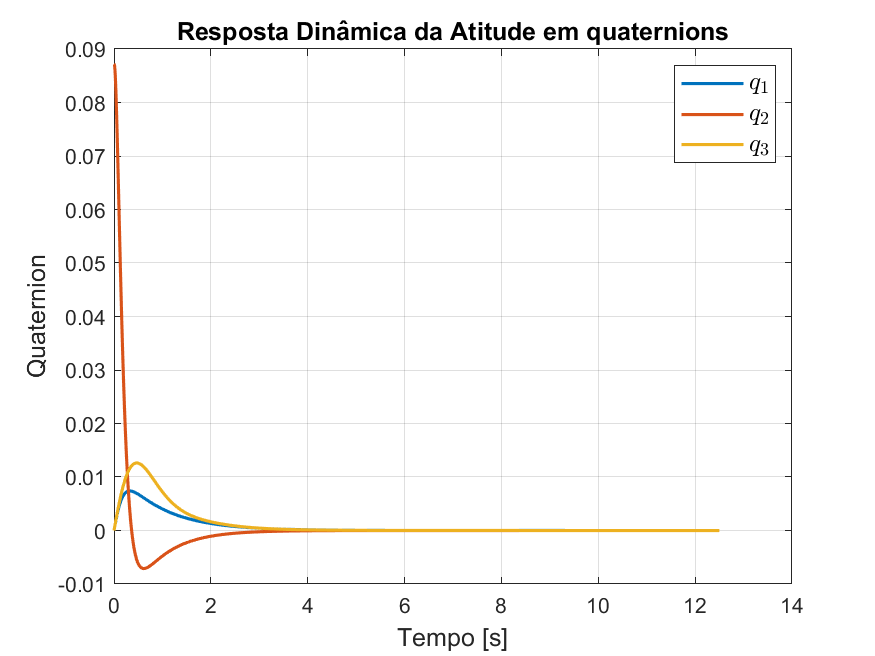 Resposta Dinâmica da Atitude em quaternions
0.09
0.08
0.07
0.06
0.05
0.04
0.03
0.02
0.01
0
-0.01
Quaternion
q1
q2
q3
0 2 4 6 8 10 12 14
Tempo [s]